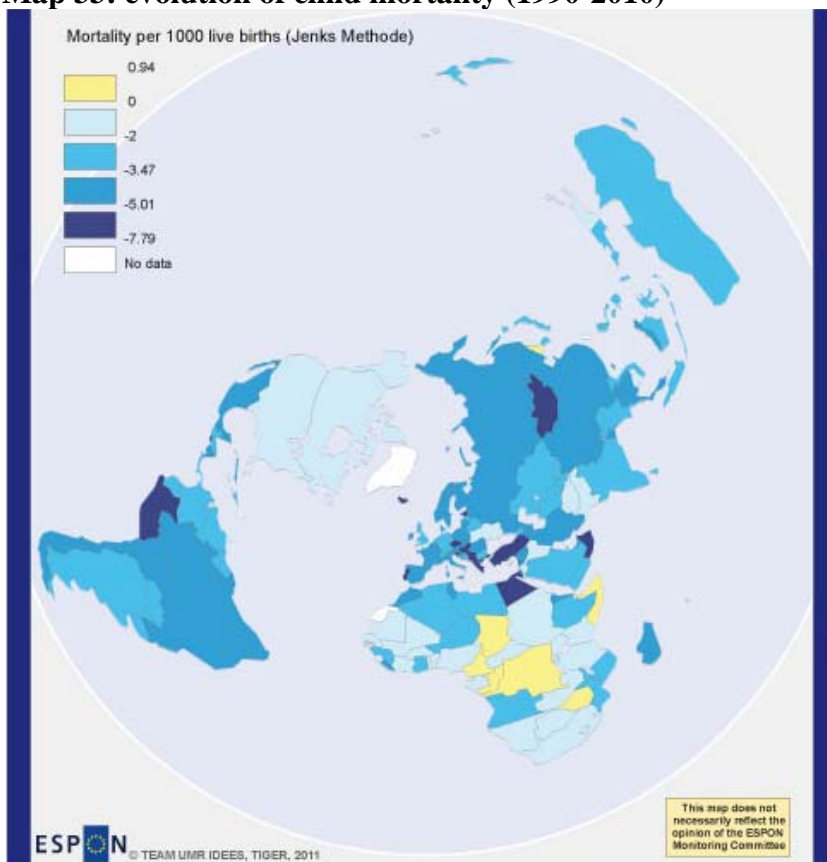 Map 35: evolution of child mortality (1990-2010)
Mortality per 1000 live births (Jenks Methode)
0.94
0
-2
-3.47
-5.01
-7.79
No data
ESPON
© TEAM UMR IDEES, TIGER, 2011
This map does not
necessarily reflect the
opinion of the ESPON
Monitoring Committee